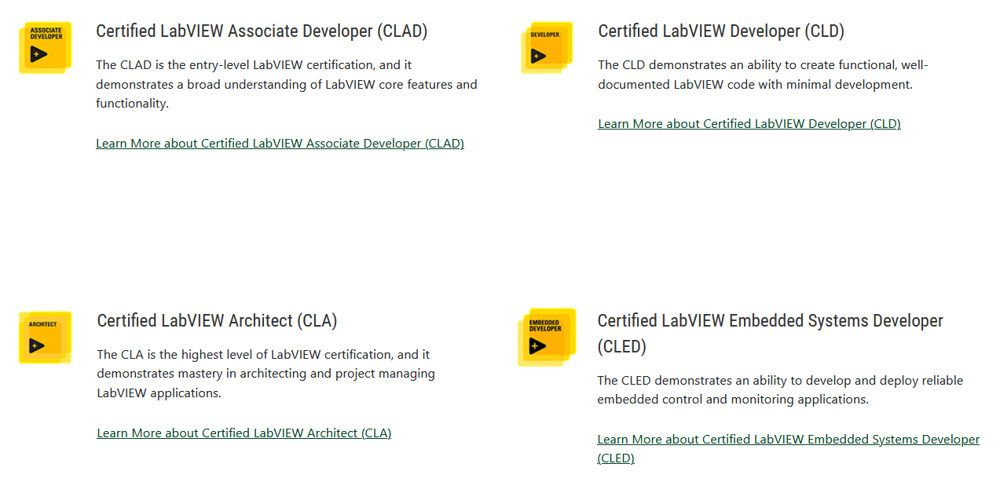 ASSOCIATE
DEVELOPER
Certified LabVIEW Associate Developer (CLAD)
The CLAD is the entry-level LabVIEW certification, and it
demonstrates a broad understanding of LabVIEW core features and
functionality.
Learn More about Certified LabVIEW Associate Developer (CLAD)
DEVELOPER
Certified LabVIEW Developer (CLD)
The CLD demonstrates an ability to create functional, well-
documented LabVIEW code with minimal development.
Learn More about Certified LabVIEW Developer (CLD)
ARCHITECT
Certified LabVIEW Architect (CLA)
The CLA is the highest level of LabVIEW certification, and it
demonstrates mastery in architecting and project managing
LabVIEW applications.
Learn More about Certified LabVIEW Architect (CLA)
EMBEDDED
DEVELOPER
Certified LabVIEW Embedded Systems Developer
(CLED)
The CLED demonstrates an ability to develop and deploy reliable
embedded control and monitoring applications.
Learn More about Certified LabVIEW Embedded Systems Developer
(CLED)